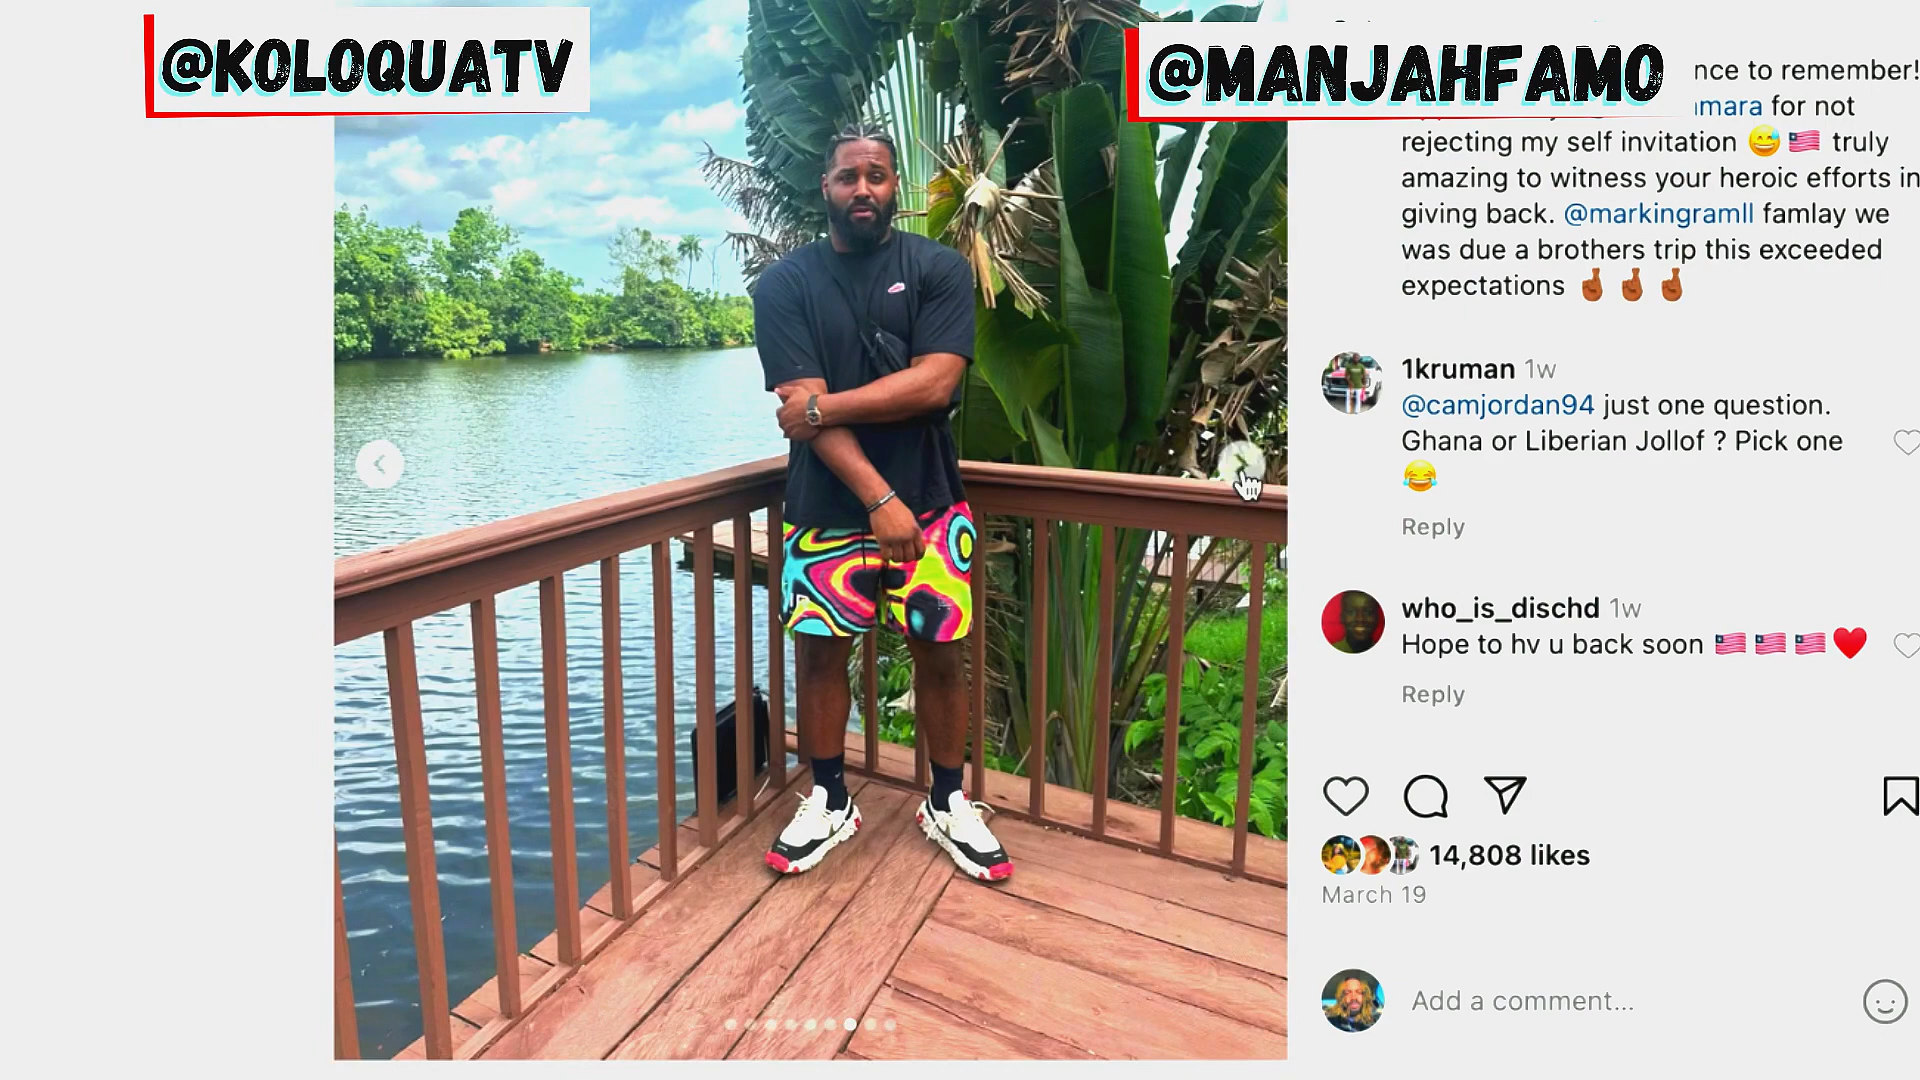 @KOLOQUATV
@MANJAHFAMO
nce to remember!
mara for not
rejecting my self invitation 😅 🇱🇷 truly
amazing to witness your heroic efforts in
giving back. @markingramII famlay we
was due a brothers trip this exceeded
expectations 🤞🏾 🤞🏾 🤞🏾
1kruman 1w
@camjordan94 just one question.
Ghana or Liberian Jollof ? Pick one
😂
Reply
who_is_dischd 1w
Hope to hv u back soon 🇱🇷 🇱🇷 🇱🇷 ❤️
Reply
14,808 likes
March 19
Add a comment...